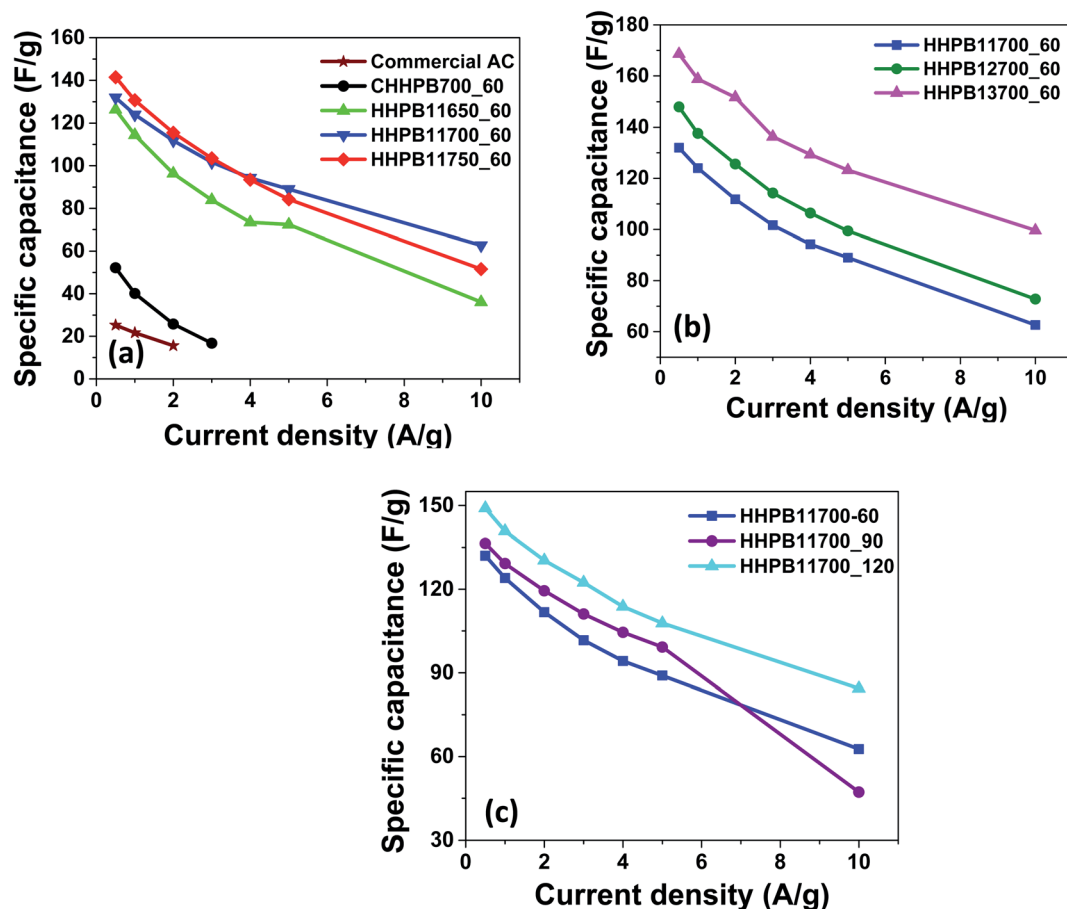 Specific capacitance (F/g)
160
140
120
100
80
60
40
20
0
Commercial AC
CHHPB700_60
HHPB11650_60
HHPB11700_60
HHPB11750_60
(a)
0 2 4 6 8 10
Current density (A/g)
Specific capacitance (F/g)
180
160
140
120
100
80
60
HHPB11700_60
HHPB12700_60
HHPB13700_60
(b)
0 2 4 6 8 10
Current density (A/g)
Specific capacitance (F/g)
150
120
90
60
30
HHPB11700-60
HHPB11700_90
HHPB11700_120
(c)
0 2 4 6 8 10
Current density (A/g)